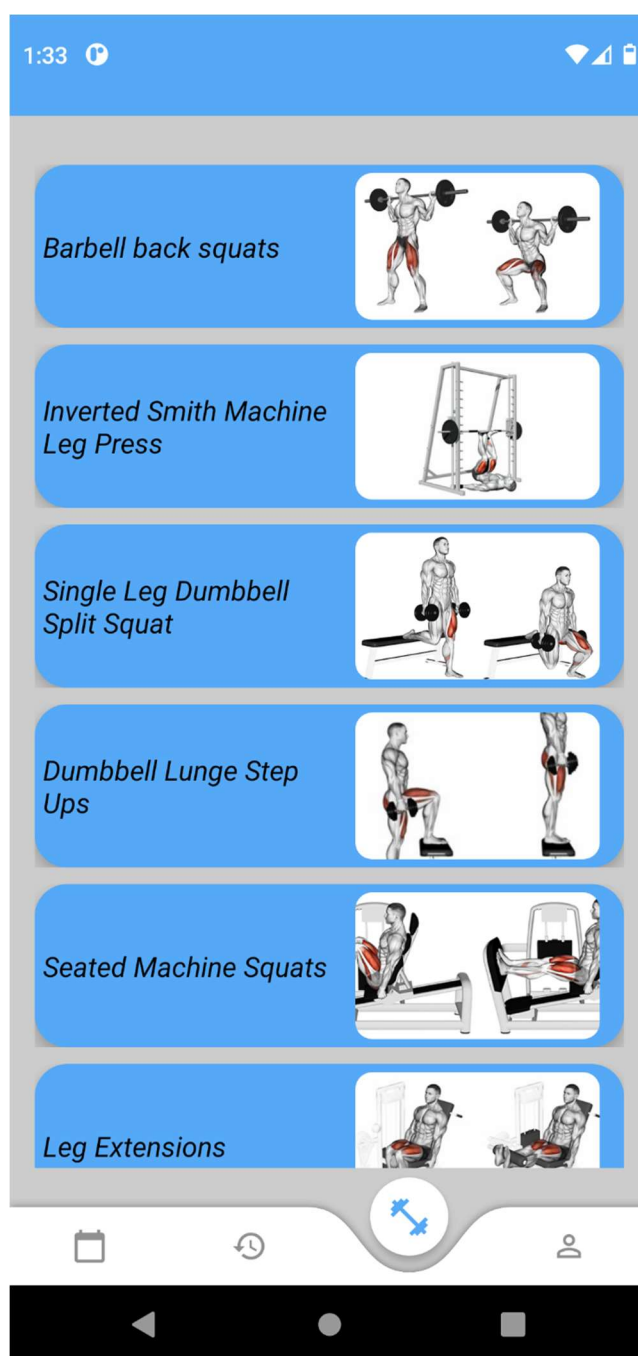 1:33
Barbell back squats
Inverted Smith Machine
Leg Press
Single Leg Dumbbell
Split Squat
Dumbbell Lunge Step
Ups
Seated Machine Squats
Leg Extensions